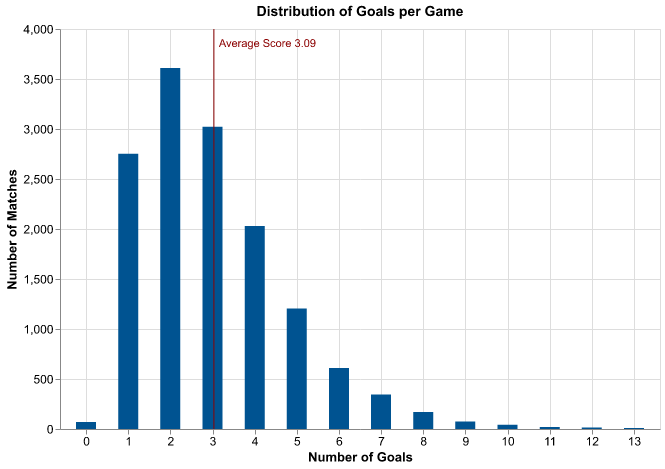 Distribution of Goals per Game
4,000
3,500
3,000
2,500
2,000
1,500
1,000
500
0
Number of Matches
Average Score 3.09
0 1 2 3 4 5 6 7 8 9 10 11 12 13
Number of Goals